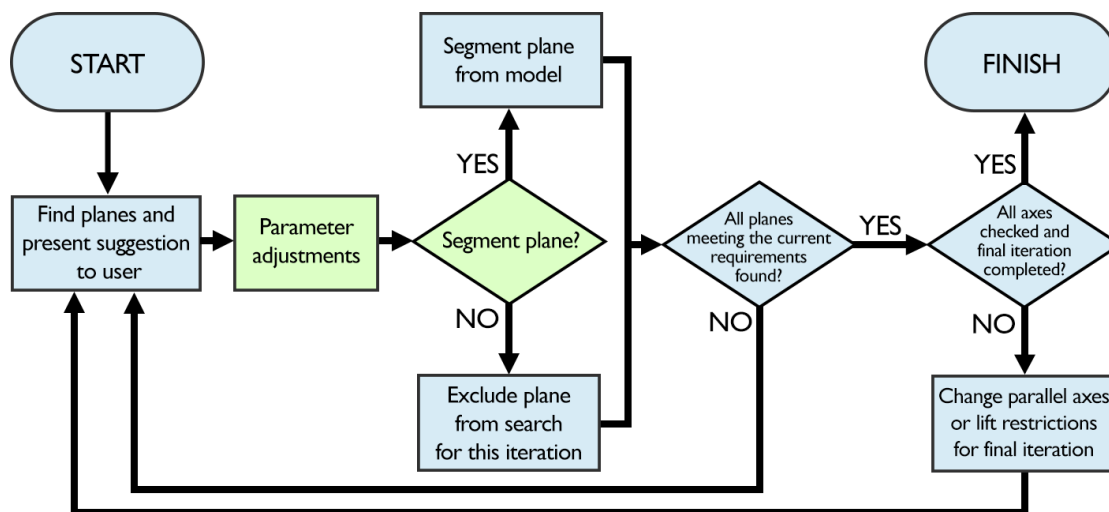 START
Find planes and
present suggestion
to user
Parameter
adjustments
Segment plane?
YES
Segment plane
from model
NO
Exclude plane
from search
for this iteration
All planes
meeting the current
requirements
found?
YES
NO
All axes
checked and
final iteration
completed?
YES
FINISH
NO
Change parallel axes
or lift restrictions
for final iteration